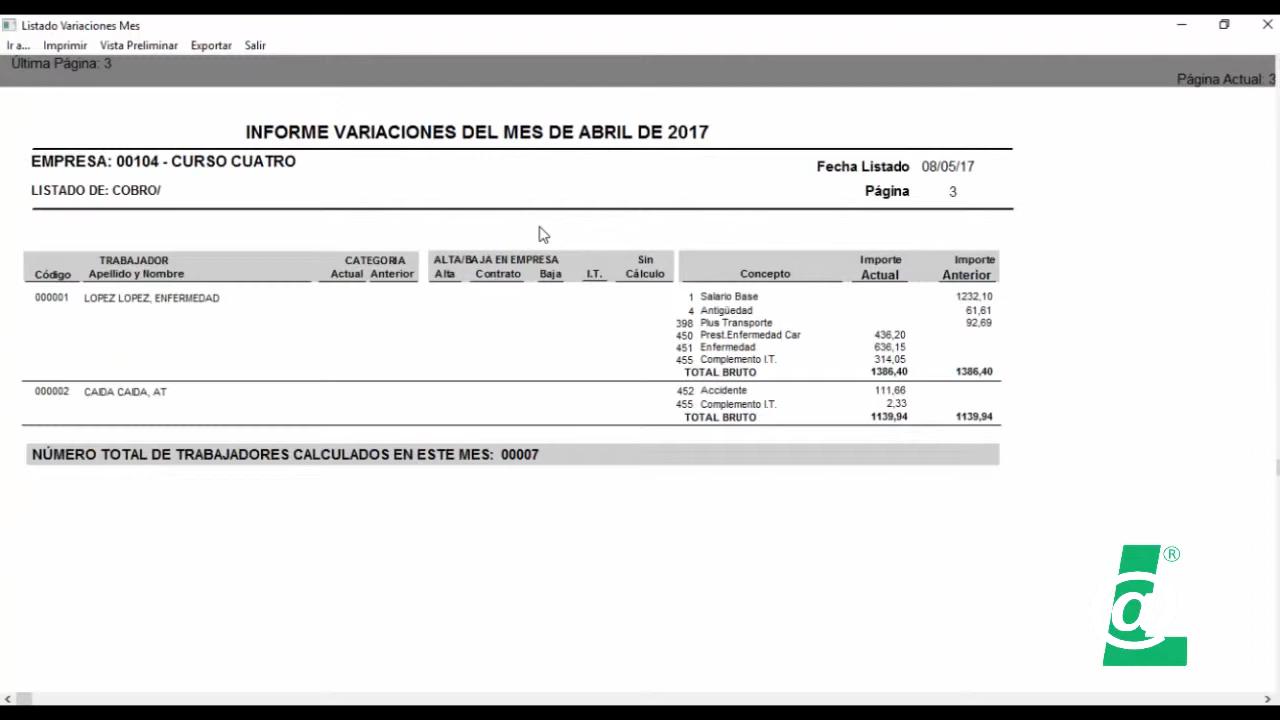 Listado Variaciones Mes
Ir a... Imprimir Vista Preliminar Exportar Salir
Última Página: 3
Página Actual: 3
INFORME VARIACIONES DEL MES DE ABRIL DE 2017
EMPRESA: 00104 - CURSO CUATRO
Fecha Listado 08/05/17
LISTADO DE: COBRO/
Página 3
TRABAJADOR CATEGORIA ALTA/BAJA EN EMPRESA Sin Importe Importe
Código Apellido y Nombre Actual Anterior Alta Contrato Baja I.T. Cálculo Concepto Actual Anterior
000001 LOPEZ LOPEZ, ENFERMEDAD 1 Salario Base 1232,10
4 Antigüedad 61,61
398 Plus Transporte 92,69
450 Prest.Enfermedad Car 436,20
451 Enfermedad 636,15
455 Complemento I.T. 314,05
TOTAL BRUTO 1386,40 1386,40
000002 CAIDA CAIDA, AT 452 Accidente 111,66
455 Complemento I.T. 2,33
TOTAL BRUTO 1139,94 1139,94
NÚMERO TOTAL DE TRABAJADORES CALCULADOS EN ESTE MES: 00007
L@ ®